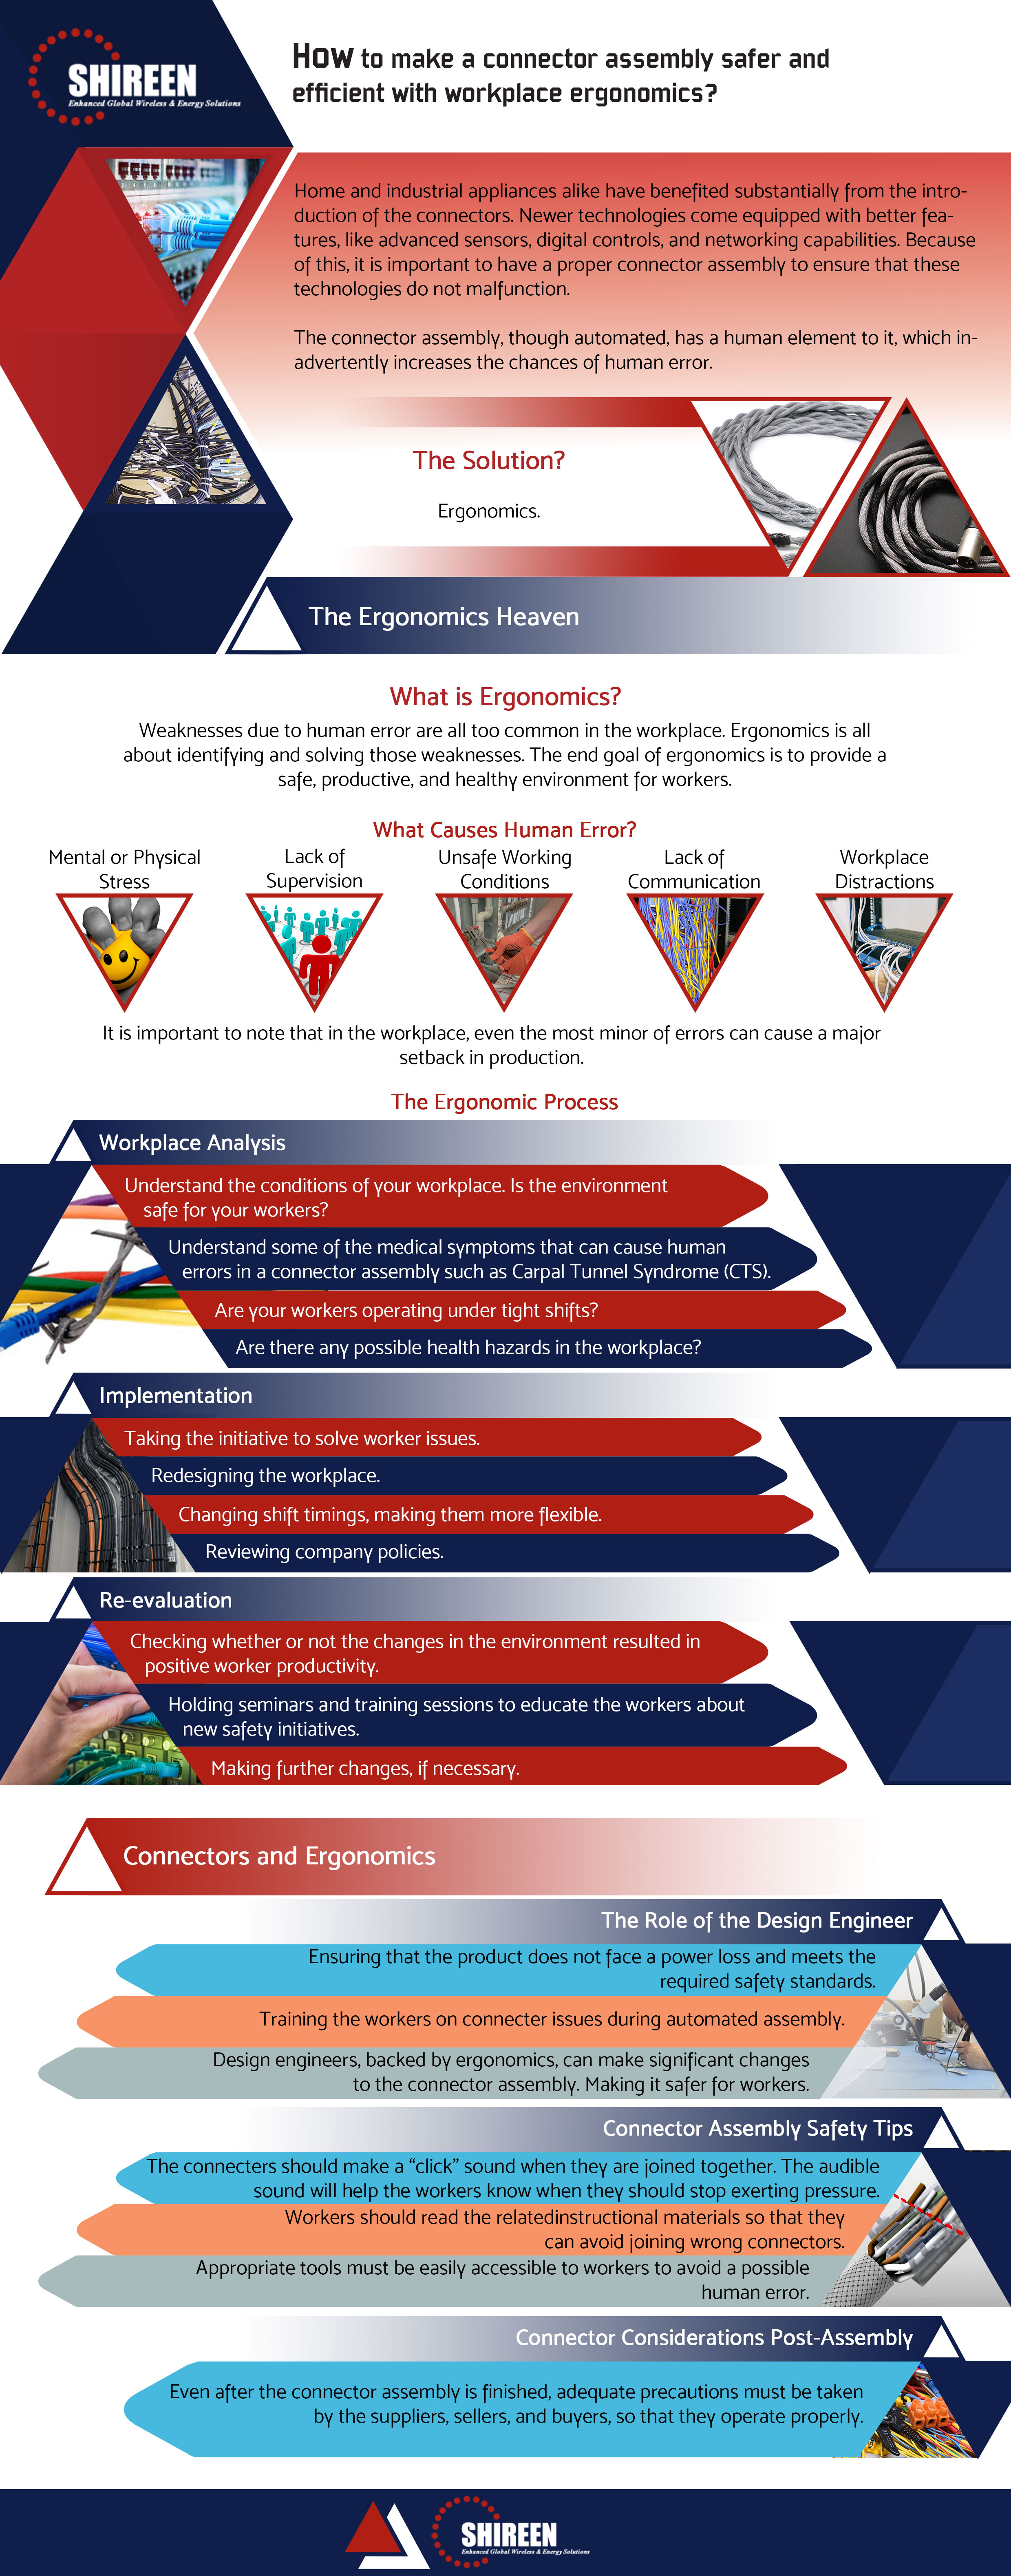 SHIREEN
Enhanced Global Wireless & Energy Solutions
How to make a connector assembly safer and
efficient with workplace ergonomics?
Home and industrial appliances alike have benefited substantially from the intro-
duction of the connectors. Newer technologies come equipped with better fea-
tures, like advanced sensors, digital controls, and networking capabilities. Because
of this, it is important to have a proper connector assembly to ensure that these
technologies do not malfunction.
The connector assembly, though automated, has a human element to it, which in-
advertently increases the chances of human error.
The Solution?
Ergonomics.
The Ergonomics Heaven
What is Ergonomics?
Weaknesses due to human error are all too common in the workplace. Ergonomics is all
about identifying and solving those weaknesses. The end goal of ergonomics is to provide a
safe, productive, and healthy environment for workers.
What Causes Human Error?
Mental or Physical
Stress
Lack of
Supervision
Unsafe Working
Conditions
Lack of
Communication
Workplace
Distractions
It is important to note that in the workplace, even the most minor of errors can cause a major
setback in production.
The Ergonomic Process
Workplace Analysis
Understand the conditions of your workplace. Is the environment
safe for your workers?
Understand some of the medical symptoms that can cause human
errors in a connector assembly such as Carpal Tunnel Syndrome (CTS).
Are your workers operating under tight shifts?
Are there any possible health hazards in the workplace?
Implementation
Taking the initiative to solve worker issues.
Redesigning the workplace.
Changing shift timings, making them more flexible.
Reviewing company policies.
Re-evaluation
Checking whether or not the changes in the environment resulted in
positive worker productivity.
Holding seminars and training sessions to educate the workers about
new safety initiatives.
Making further changes, if necessary.
Connectors and Ergonomics
The Role of the Design Engineer
Ensuring that the product does not face a power loss and meets the
required safety standards.
Training the workers on connecter issues during automated assembly.
Design engineers, backed by ergonomics, can make significant changes
to the connector assembly. Making it safer for workers.
Connector Assembly Safety Tips
The connecters should make a “click” sound when they are joined together. The audible
sound will help the workers know when they should stop exerting pressure.
Workers should read the relatedinstructional materials so that they
can avoid joining wrong connectors.
Appropriate tools must be easily accessible to workers to avoid a possible
human error.
Connector Considerations Post-Assembly
Even after the connector assembly is finished, adequate precautions must be taken
by the suppliers, sellers, and buyers, so that they operate properly.
SHIREEN
Enhanced Global Wireless & Energy Solutions